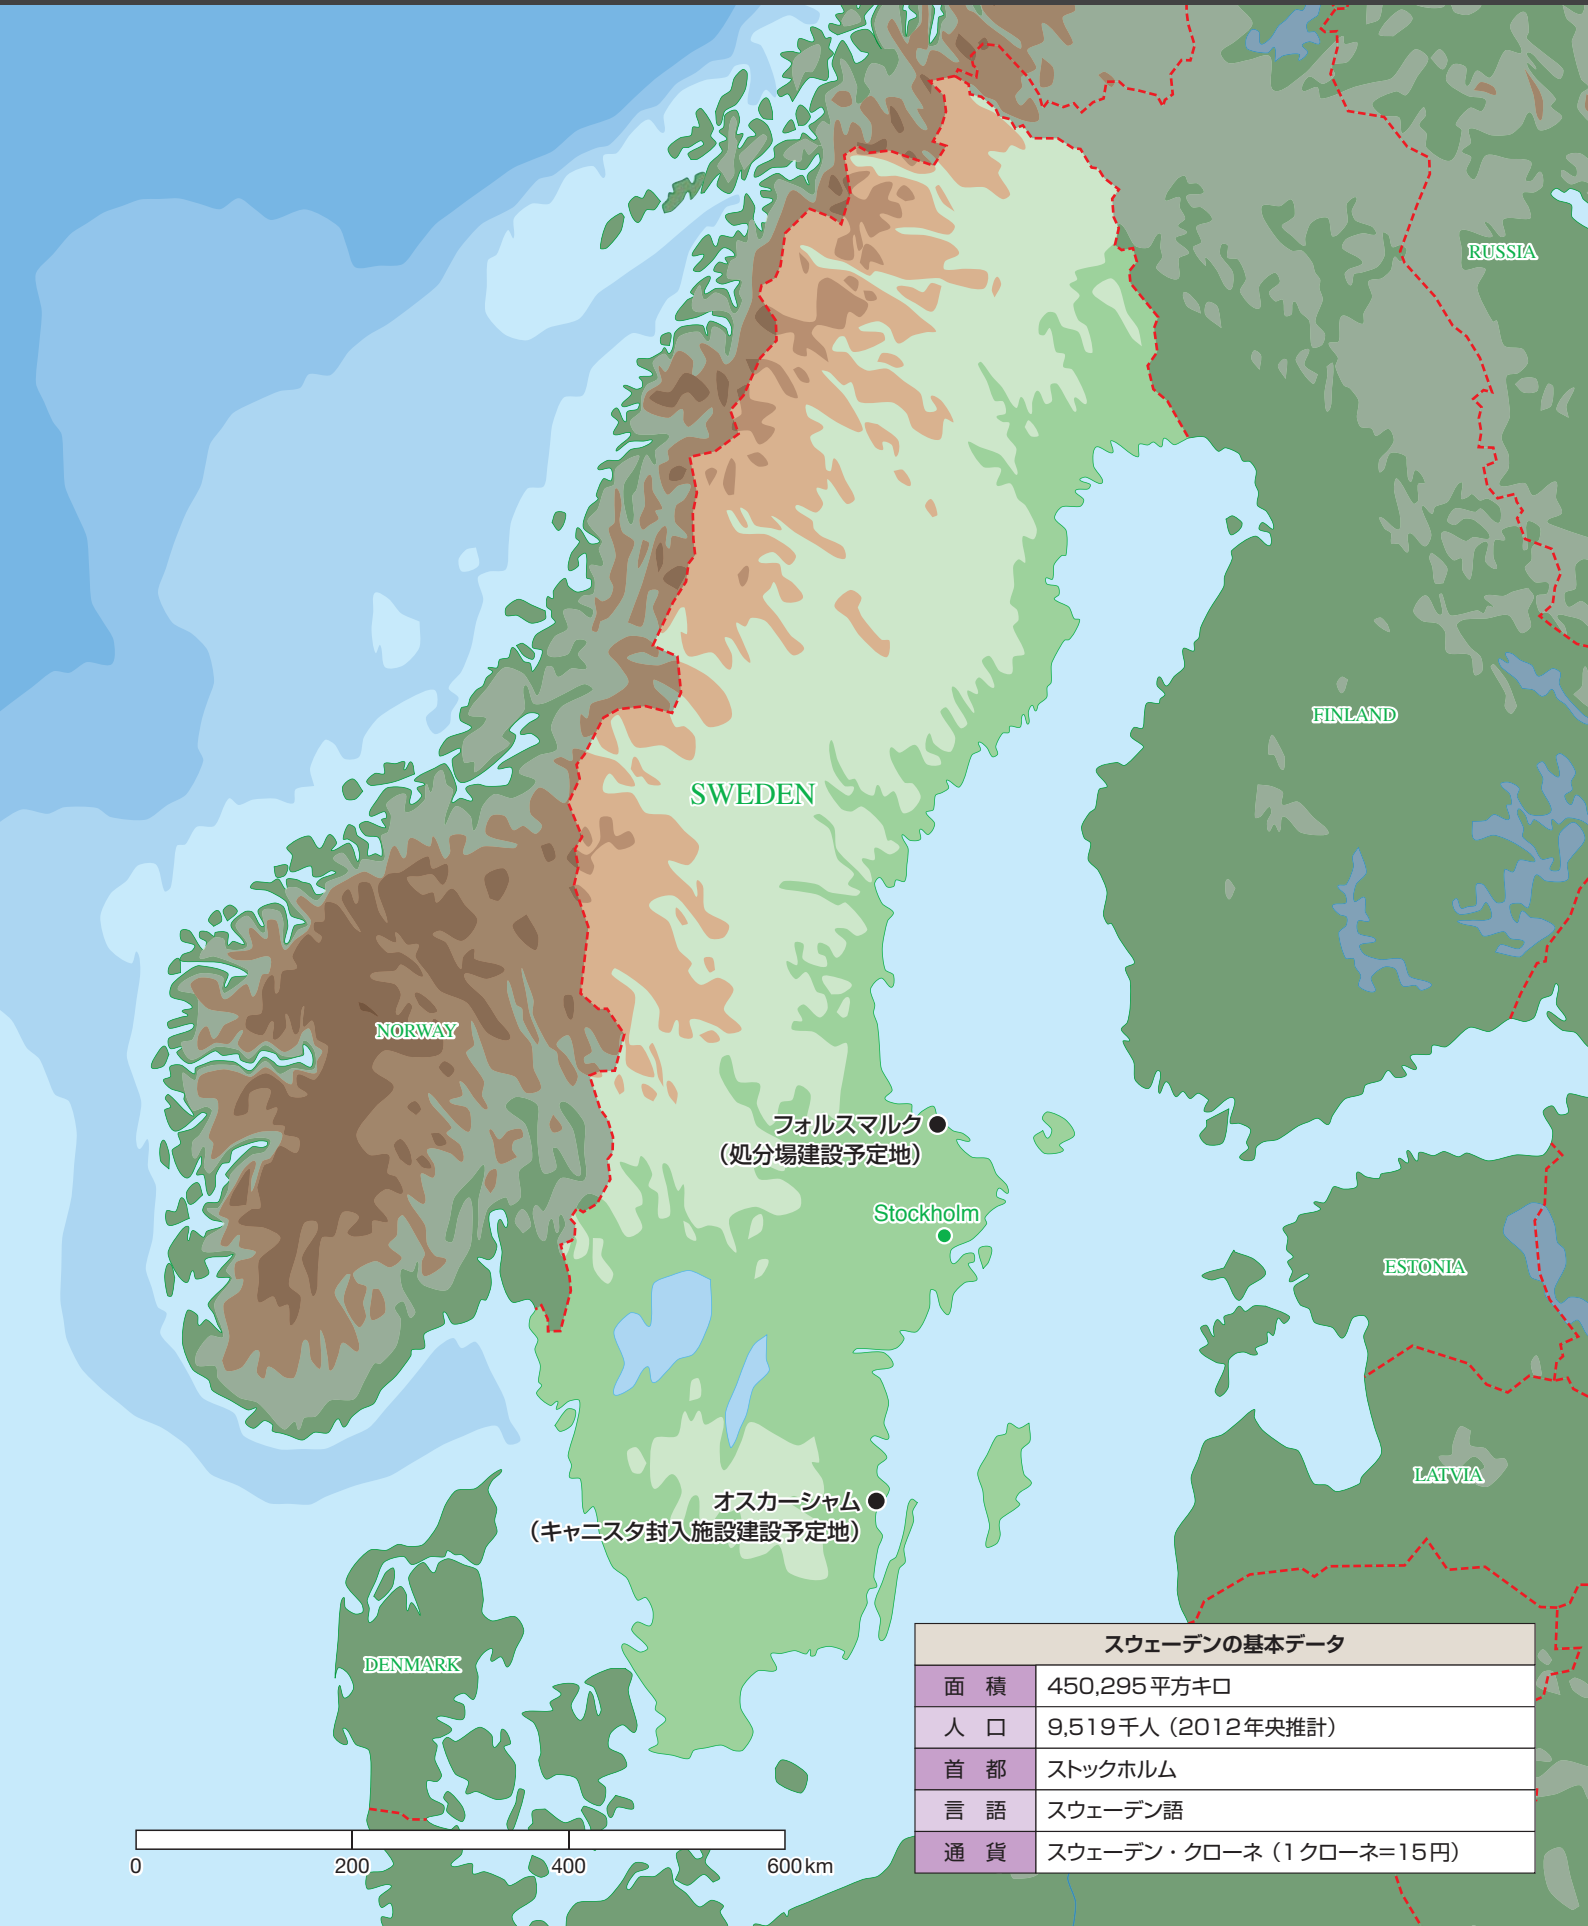 RUSSIA
FINLAND
SWEDEN
NORWAY
フォルスマルク
（処分場建設予定地）
Stockholm
ESTONIA
LATVIA
オスカーシャム
（キャニスタ封入施設建設予定地）
DENMARK
スウェーデンの基本データ
面　積 450,295平方キロ
人　口 9,519千人（2012年央推計）
首　都 ストックホルム
言　語 スウェーデン語
通　貨 スウェーデン・クローネ（1クローネ=15円）
0 200 400 600km